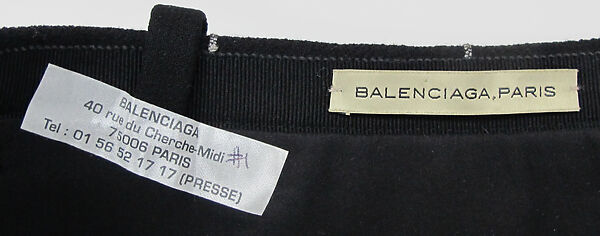 BALENCIAGA
40 rue du Cherche-Midi #1
75006 PARIS
Tel : 01 56 52 17 17 (PRESSE)
BALENCIAGA, PARIS